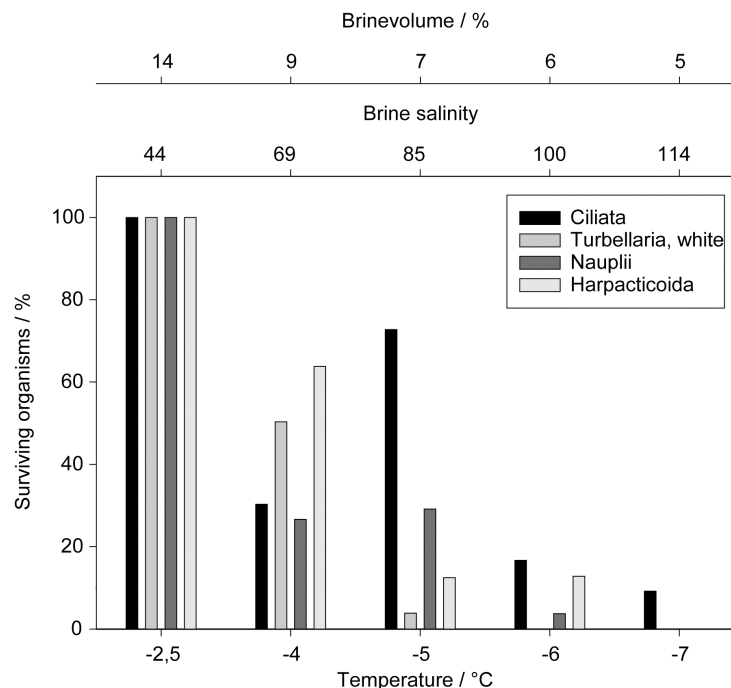 Brinevolume / %
14 9 7 6 5
Brine salinity
44 69 85 100 114
Surviving organisms / %
100
80
60
40
20
0
Ciliata
Turbellaria, white
Nauplii
Harpacticoida
-2,5 -4 -5 -6 -7
Temperature / °C